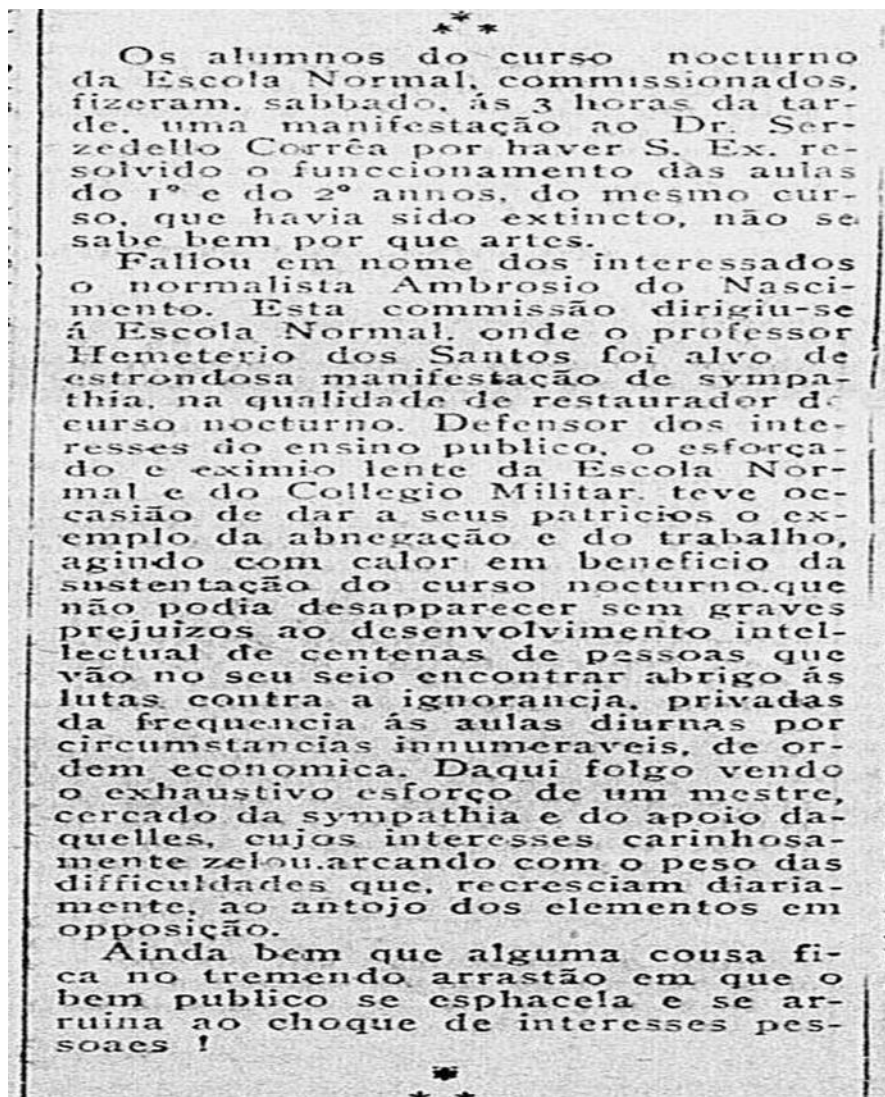 Os alumnos do curso nocturno
da Escola Normal, commissionados,
fizeram, sabbado, ás 3 horas da tar-
de, uma manifestação ao Dr. Ser-
zedello Corrêa por haver S. Ex. re-
solvido o funccionamento das aulas
do 1º e do 2º annos, do mesmo cur-
so, que havia sido extincto, não se
sabe bem por que artes.
Fallou em nome dos interessados
o normalista Ambrosio do Nasci-
mento. Esta commissão dirigiu-se
á Escola Normal, onde o professor
Hemeterio dos Santos foi alvo de
estrondosa manifestação de sympa-
thia, na qualidade de restaurador do
curso nocturno. Defensor dos inte-
resses do ensino publico, o esforça-
do e eximio lente da Escola Nor-
mal e do Collegio Militar, teve oc-
casião de dar a seus patricios o ex-
emplo da abnegação e do trabalho,
agindo com calor em beneficio da
sustentação do curso nocturno.que
não podia desapparecer sem graves
prejuizos ao desenvolvimento intel-
lectual de centenas de pessoas que
vão no seu seio encontrar abrigo ás
lutas contra a ignorancia, privadas
da frequencia ás aulas diurnas por
circumstancias innumeraveis, de or-
dem economica. Daqui folgo vendo
o exhaustivo esforço de um mestre,
cercado da sympathia e do apoio da-
quelles, cujos interesses carinhosa-
mente zelou.arcando com o peso das
difficuldades que, recresciam diaria-
mente, ao antojo dos elementos em
opposição.
Ainda bem que alguma cousa fi-
ca no tremendo arrastão em que o
bem publico se esphacela e se ar-
ruina ao choque de interesses pes-
soaes !